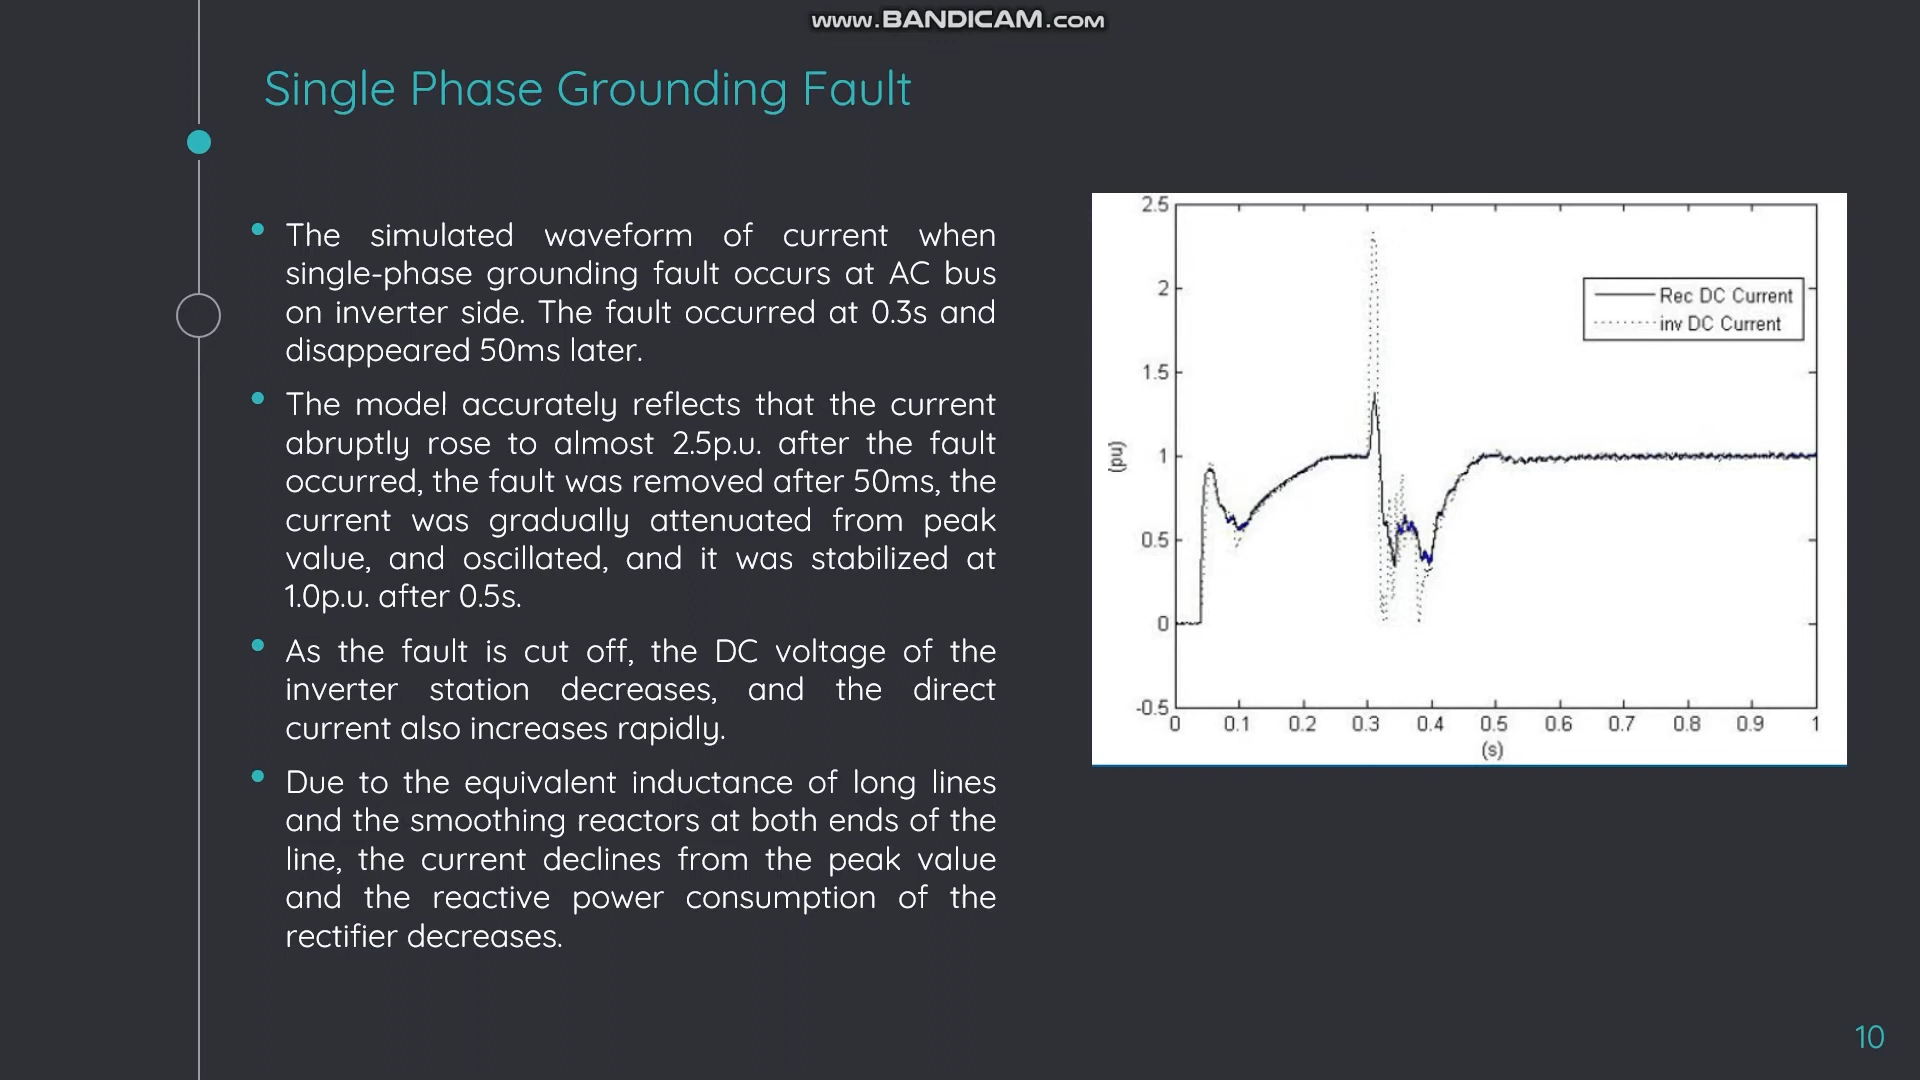 www.BANDICAM.com
Single Phase Grounding Fault
• The simulated waveform of current when
single-phase grounding fault occurs at AC bus
on inverter side. The fault occurred at 0.3s and
disappeared 50ms later.
• The model accurately reflects that the current
abruptly rose to almost 2.5p.u. after the fault
occurred, the fault was removed after 50ms, the
current was gradually attenuated from peak
value, and oscillated, and it was stabilized at
1.0p.u. after 0.5s.
• As the fault is cut off, the DC voltage of the
inverter station decreases, and the direct
current also increases rapidly.
• Due to the equivalent inductance of long lines
and the smoothing reactors at both ends of the
line, the current declines from the peak value
and the reactive power consumption of the
rectifier decreases.
2.5
2
1.5
1
0.5
0
-0.5
(pu)
Rec DC Current
inv DC Current
0 0.1 0.2 0.3 0.4 0.5 0.6 0.7 0.8 0.9 1
(s)
10